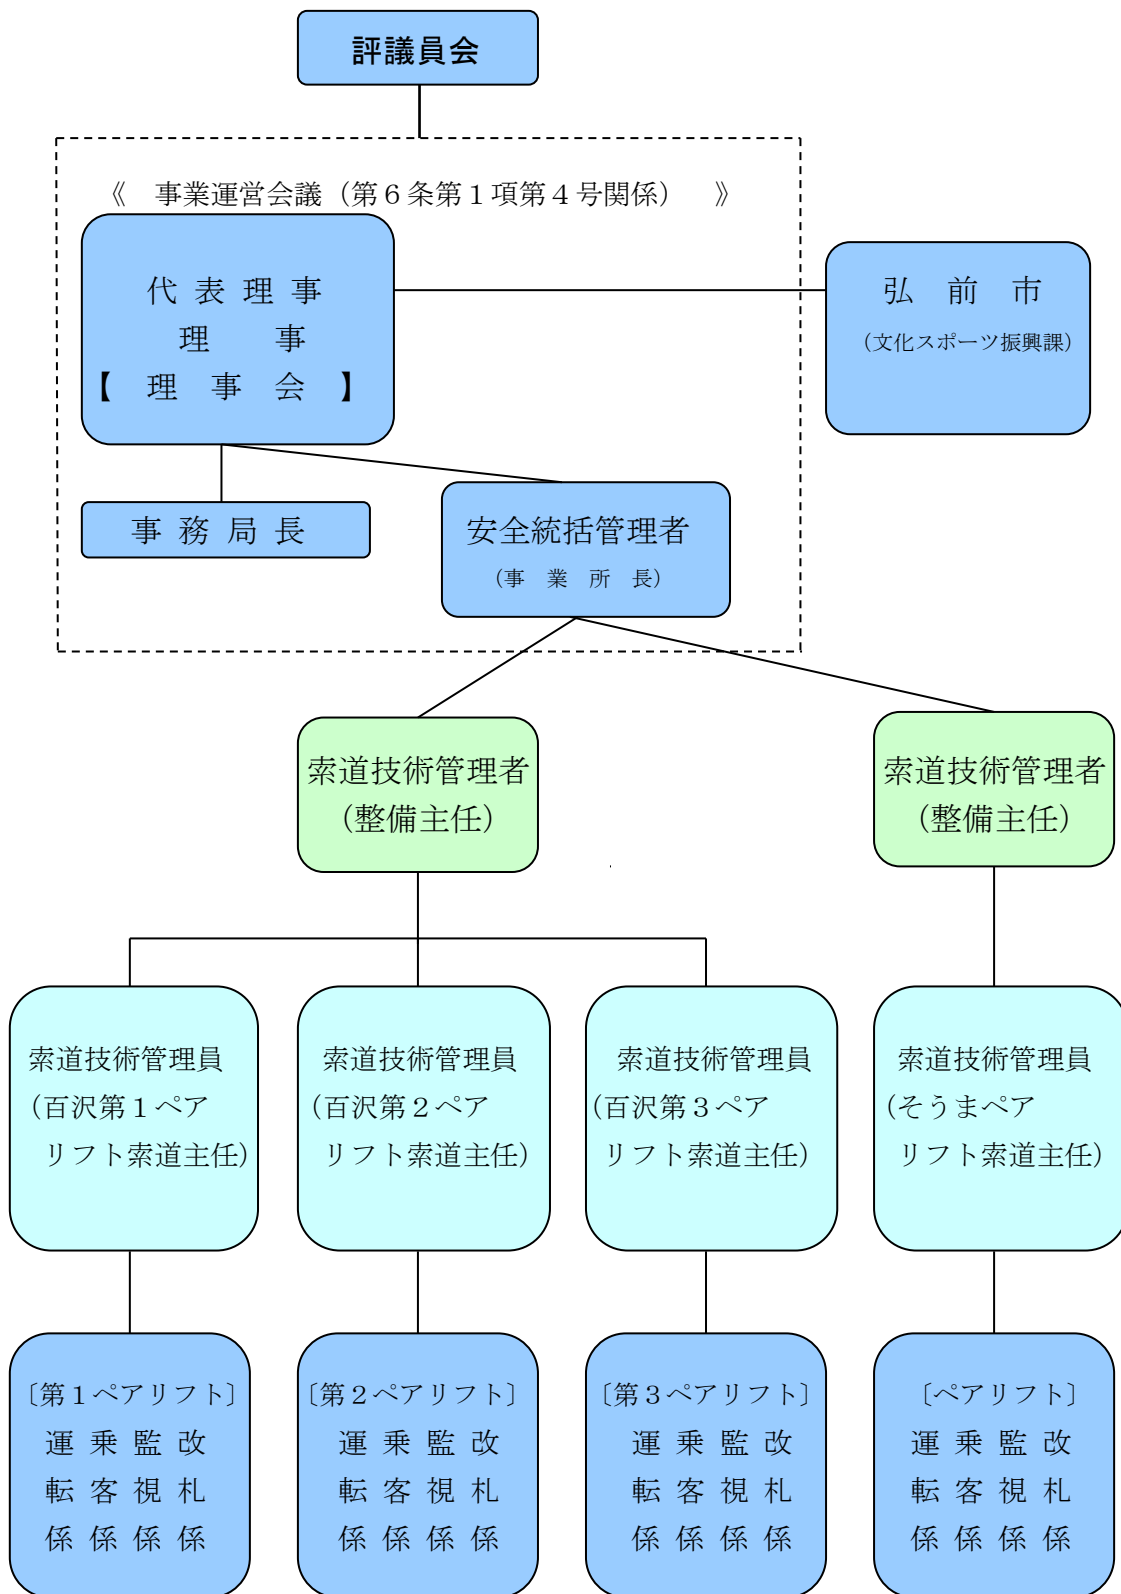 評議員会
《　事業運営会議（第６条第１項第４号関係）　》
代 表 理 事
理　　事
【　理　事　会　】
弘　前　市
（文化スポーツ振興課）
事 務 局 長
安全統括管理者
（事　業　所　長）
索道技術管理者
（整備主任）
索道技術管理者
（整備主任）
索道技術管理員
（百沢第１ペア
リフト索道主任）
索道技術管理員
（百沢第２ペア
リフト索道主任）
索道技術管理員
（百沢第３ペア
リフト索道主任）
索道技術管理員
（そうまペア
リフト索道主任）
〔第１ペアリフト〕
運 乗 監 改
転 客 視 札
係 係 係 係
〔第２ペアリフト〕
運 乗 監 改
転 客 視 札
係 係 係 係
〔第３ペアリフト〕
運 乗 監 改
転 客 視 札
係 係 係 係
〔ペアリフト〕
運 乗 監 改
転 客 視 札
係 係 係 係